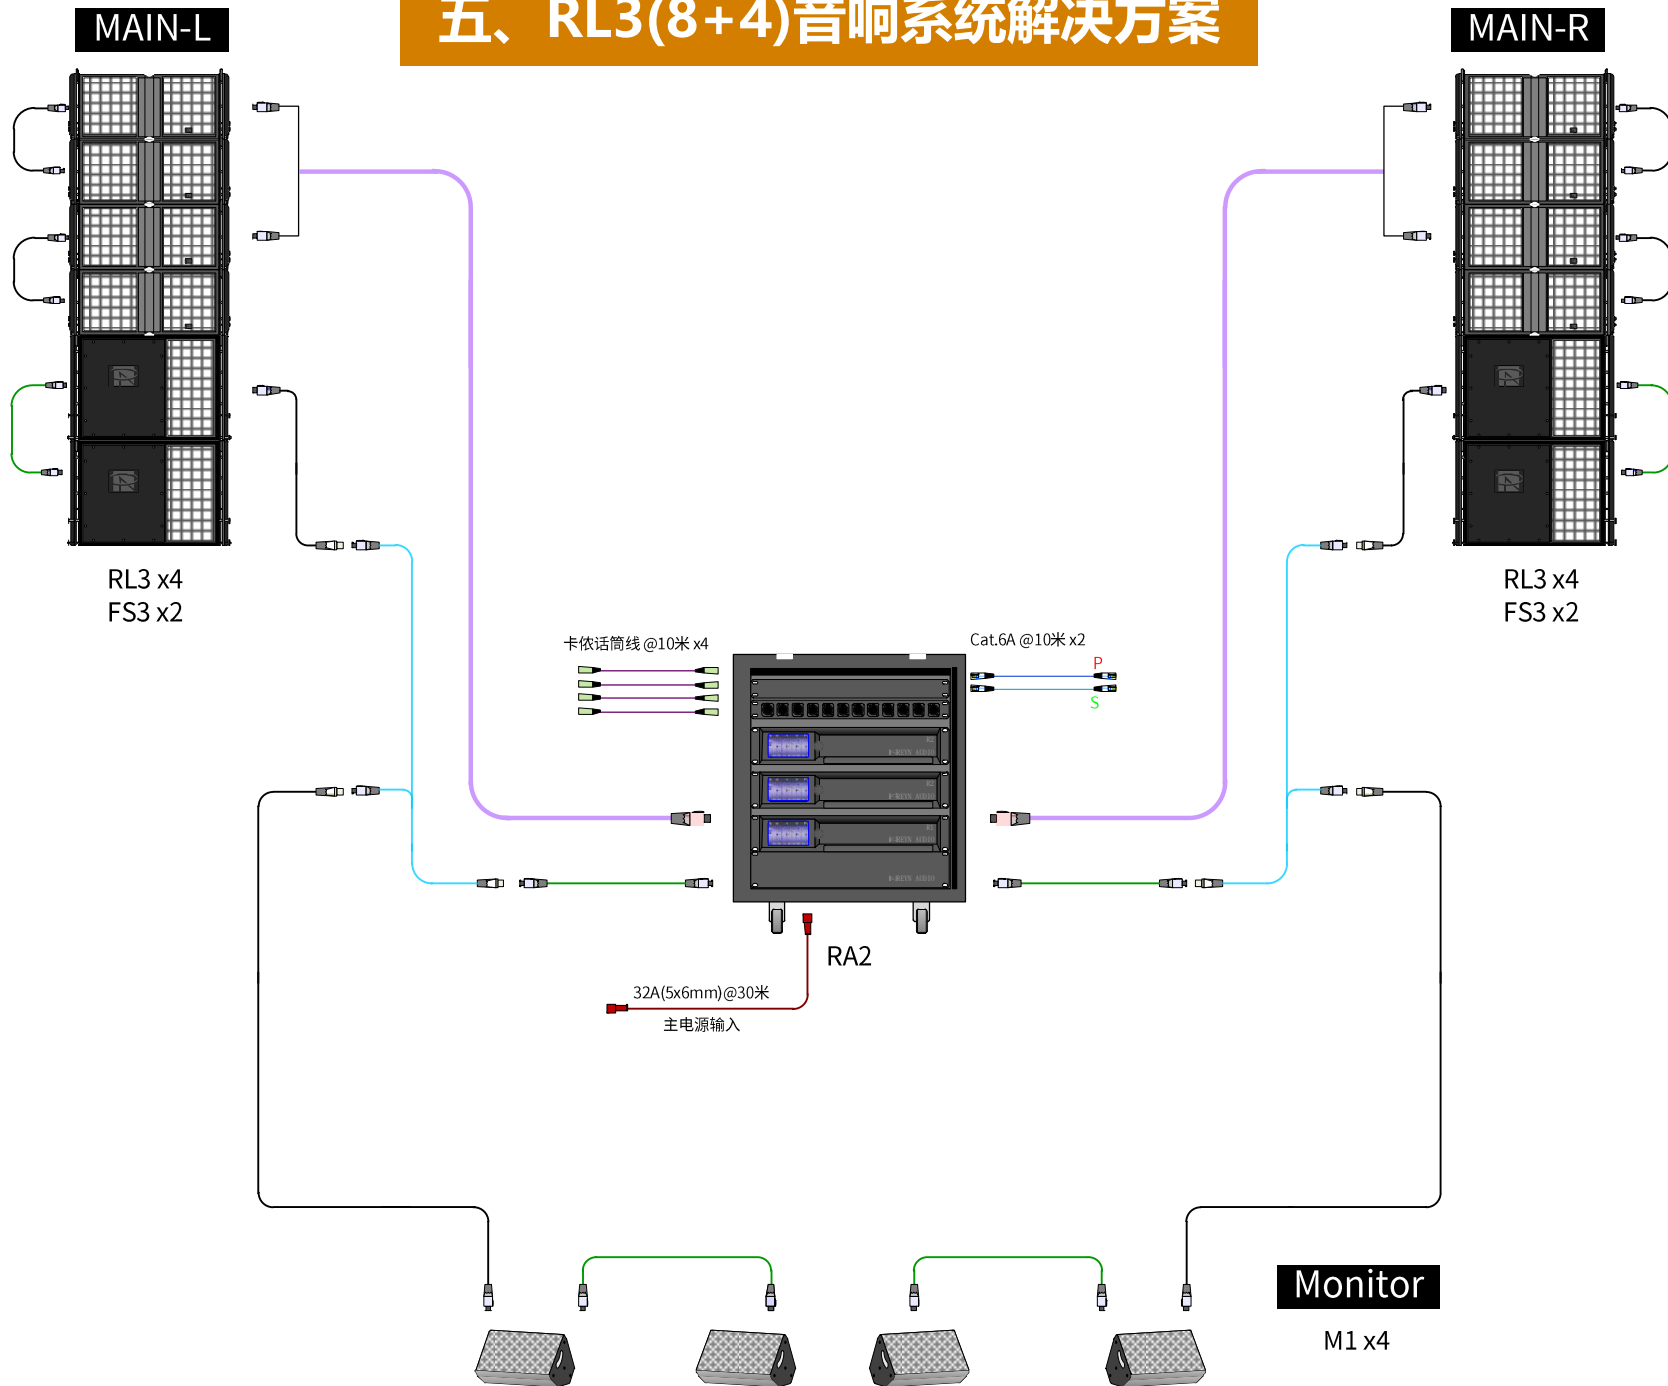 五、RL3(8+4)音响系统解决方案
MAIN-L
MAIN-R
RL3 x4
FS3 x2
RL3 x4
FS3 x2
卡侬话筒线 @10米 x4
Cat.6A @10米 x2
P
S
RA2
32A(5x6mm)@30米
主电源输入
Monitor
M1 x4